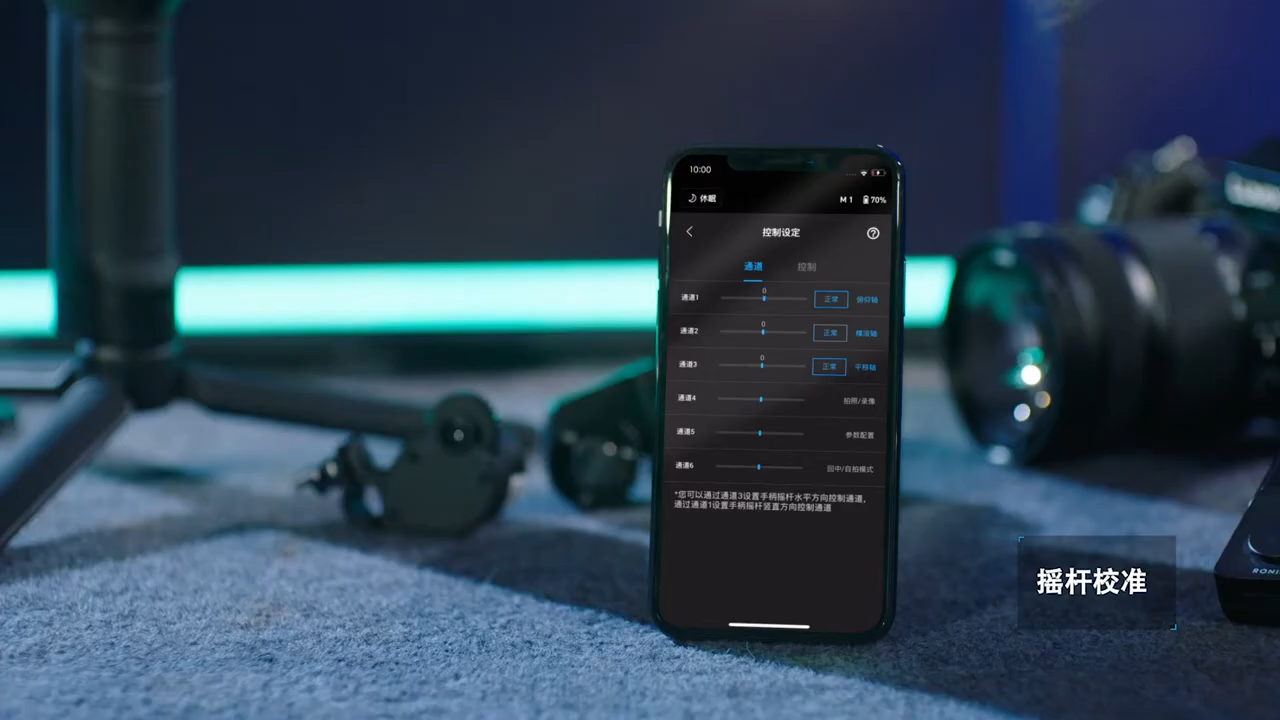 10:00
休眠
M 1
70%
控制设定
通道
控制
通道1
0
正常
俯仰轴
通道2
0
正常
横滚轴
通道3
0
正常
平移轴
通道4
拍照/录像
通道5
参数配置
通道6
回中/自拍模式
*您可以通过通道3设置手柄摇杆水平方向控制通道,
通过通道1设置手柄摇杆竖直方向控制通道
摇杆校准